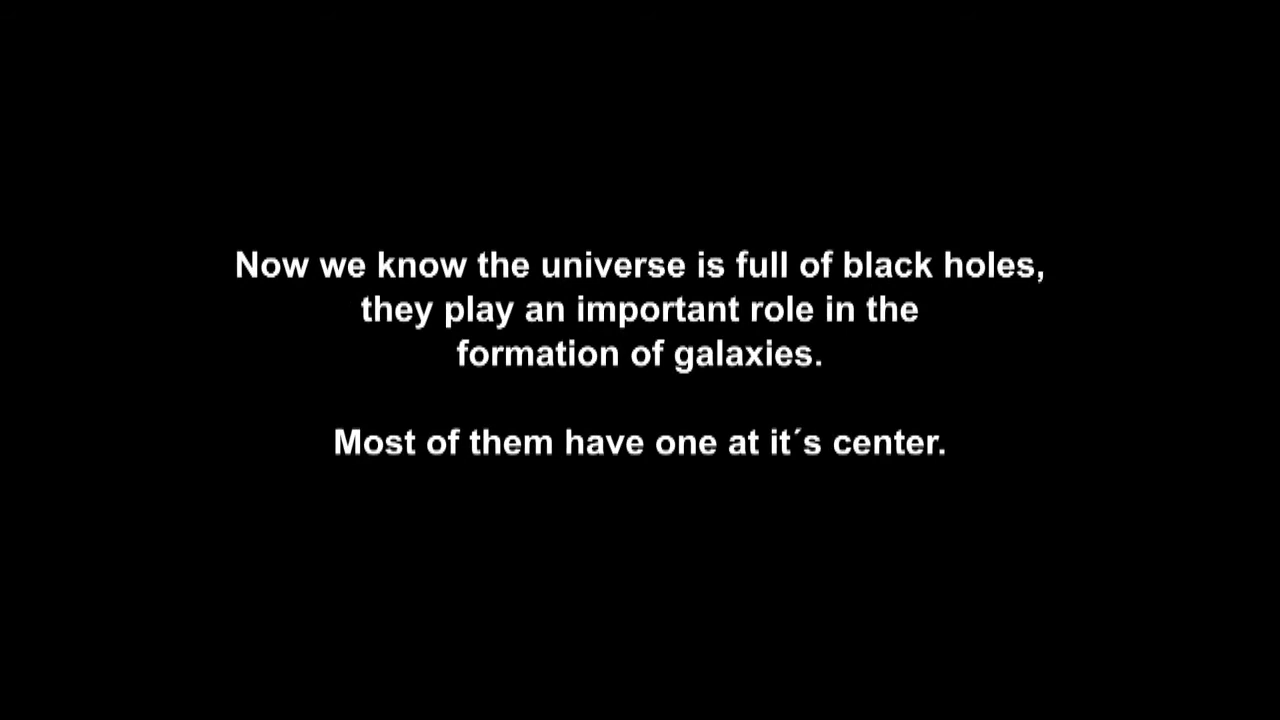 Now we know the universe is full of black holes,
they play an important role in the
formation of galaxies.
Most of them have one at it´s center.